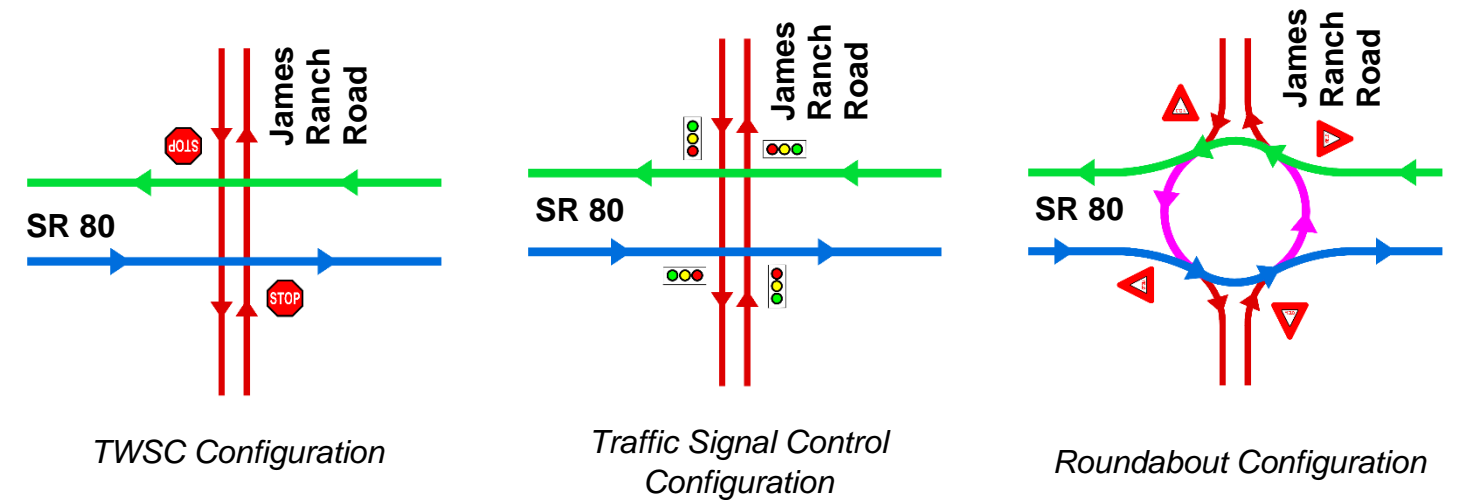 James
Ranch
Road
STOP
SR 80
STOP
TWSC Configuration
James
Ranch
Road
SR 80
Traffic Signal Control
Configuration
James
Ranch
Road
SR 80
Roundabout Configuration